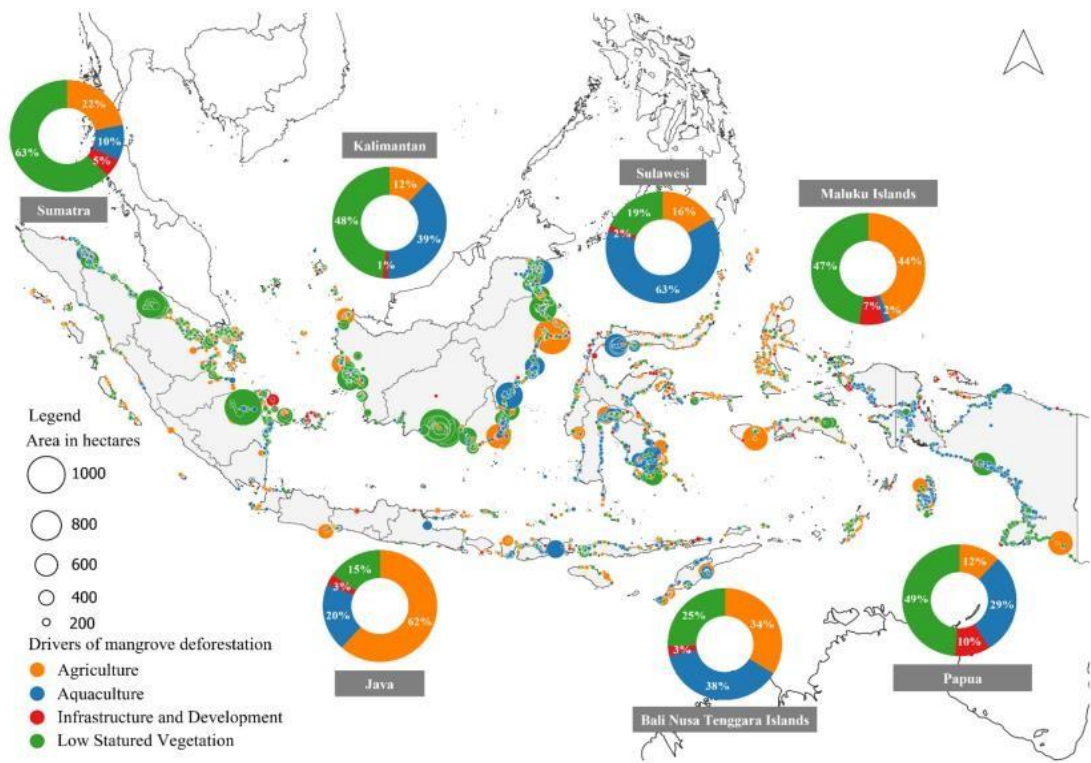 22%
10%
5%
63%
Sumatra
Kalimantan
12%
39%
1%
48%
Sulawesi
16%
63%
2%
19%
Maluku Islands
44%
2%
7%
47%
Legend
Area in hectares
1000
800
600
400
200
Drivers of mangrove deforestation
Agriculture
Aquaculture
Infrastructure and Development
Low Statured Vegetation
62%
20%
3%
15%
Java
34%
38%
3%
25%
Bali Nusa Tenggara Islands
12%
29%
10%
49%
Papua